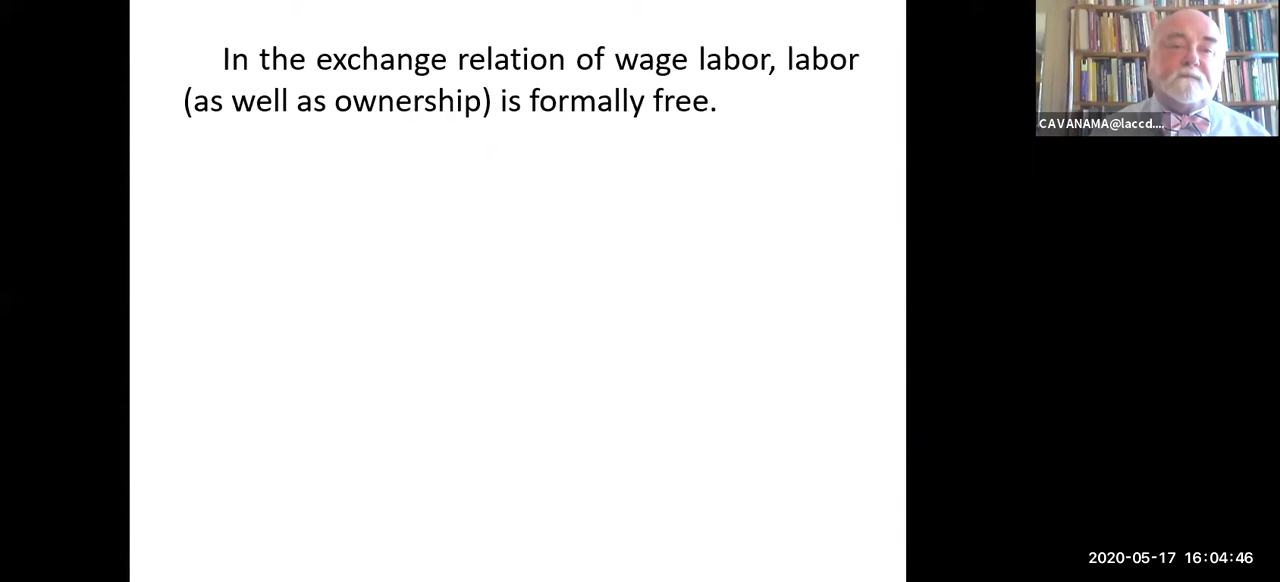 In the exchange relation of wage labor, labor
(as well as ownership) is formally free.
CAVANAMA@laccd....
2020-05-17 16:04:46